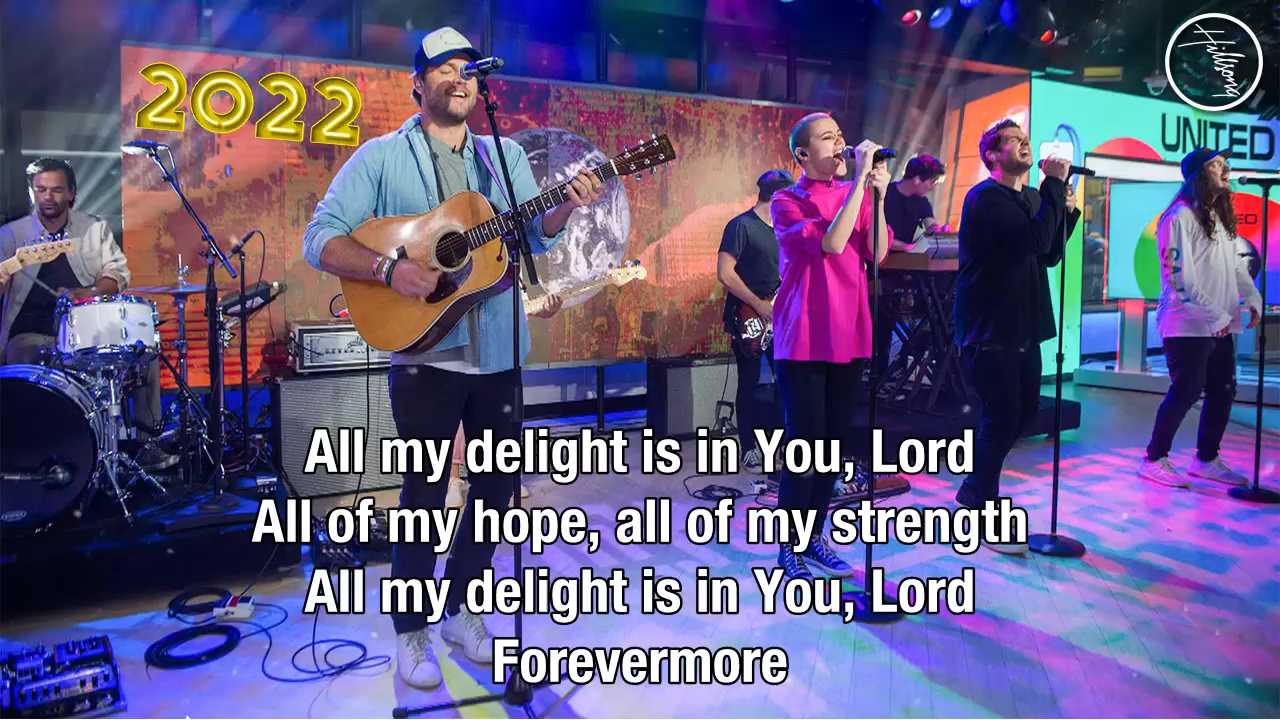 2022
Hillsong
UNITED
All my delight is in You, Lord
All of my hope, all of my strength
All my delight is in You, Lord
Forevermore